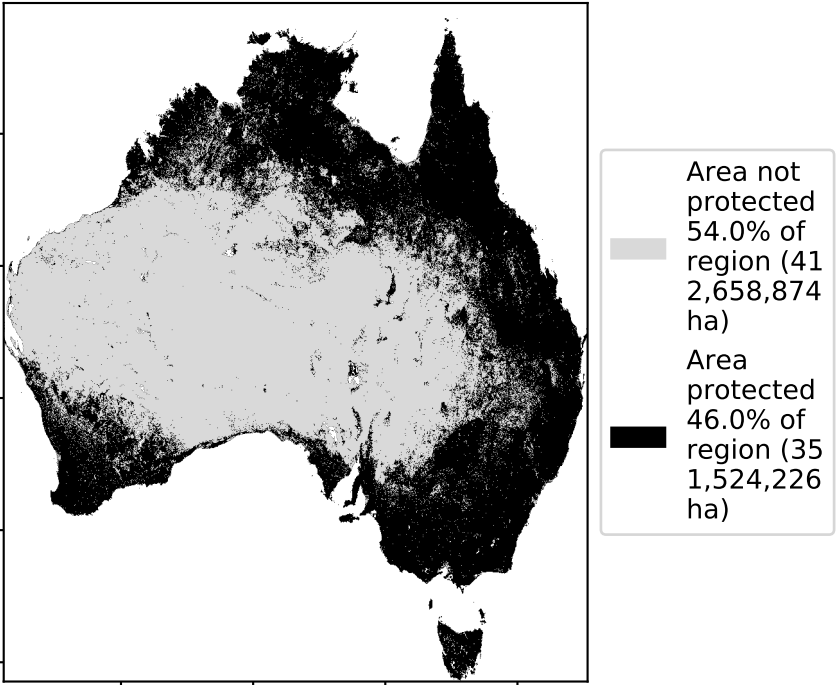 Area not
protected
54.0% of
region (41
2,658,874
ha)
Area
protected
46.0% of
region (35
1,524,226
ha)